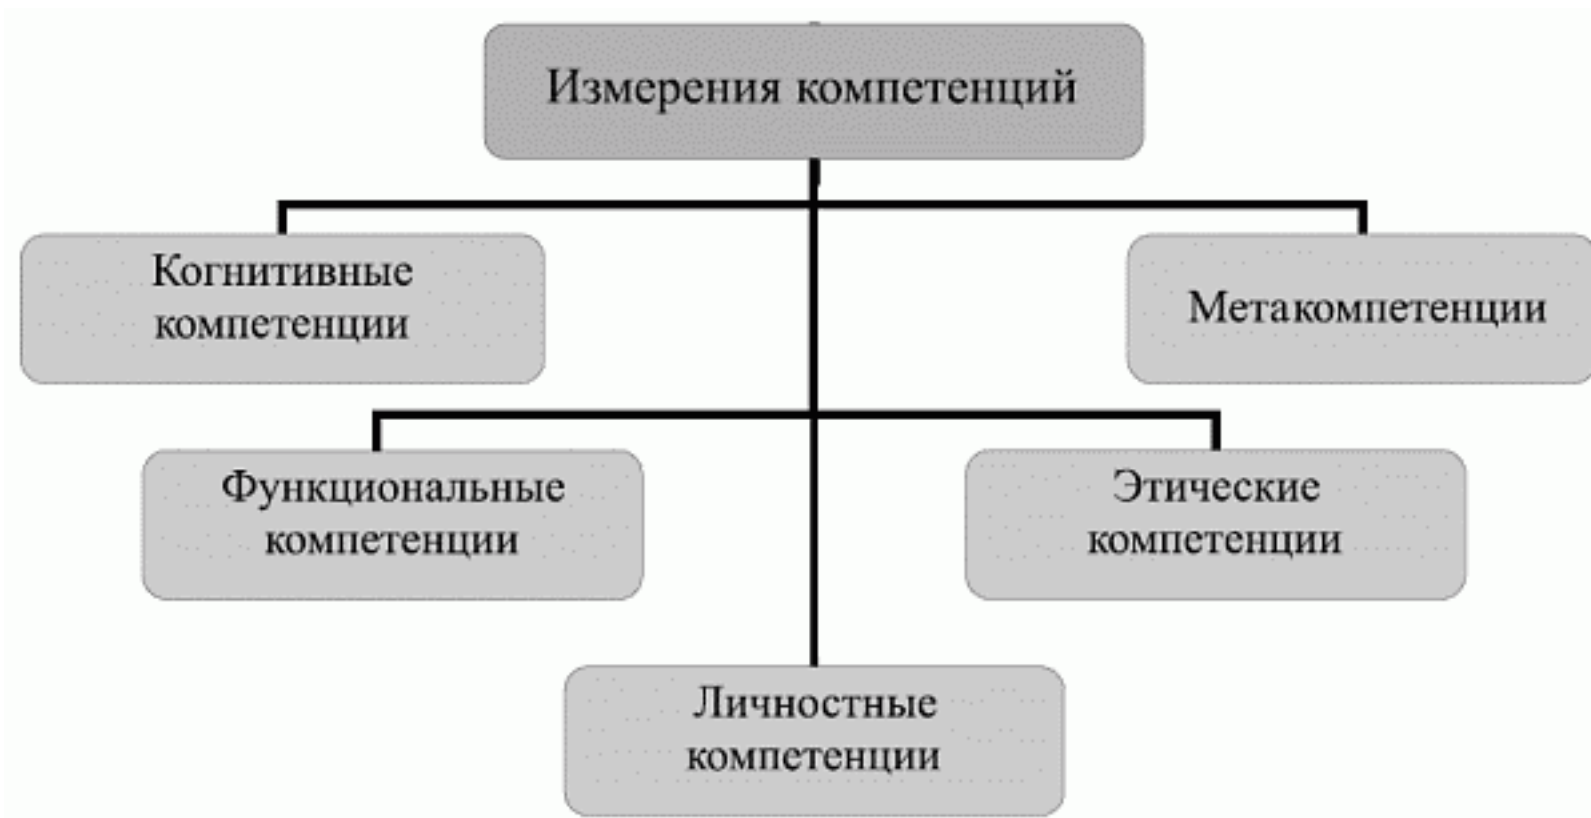 Измерения компетенций
Когнитивные
компетенции
Метакомпетенции
Функциональные
компетенции
Этические
компетенции
Личностные
компетенции